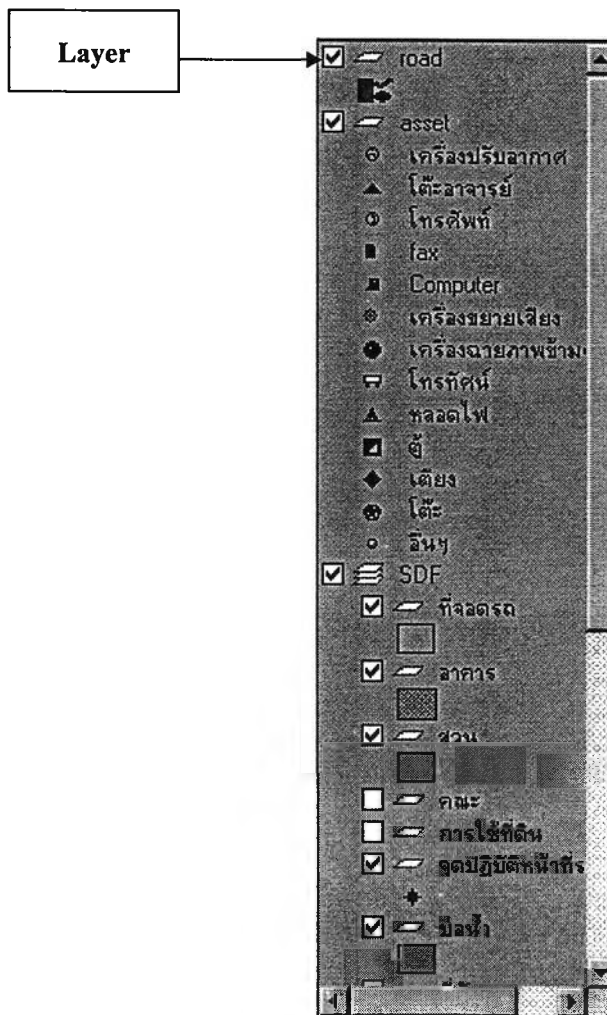 Layer
road
asset
เครื่องปรับอากาศ
โต๊ะอาจารย์
โทรศัพท์
fax
Computer
เครื่องขยายเสียง
เครื่องฉายภาพข้าม
โทรทัศน์
หลอดไฟ
ตู้
เตียง
โต๊ะ
อื่นๆ
SDF
ที่จอดรถ
อาคาร
สวน
คณะ
การใช้ที่ดิน
จุดปฏิบัติหน้าที่ร
บ่อน้ำ